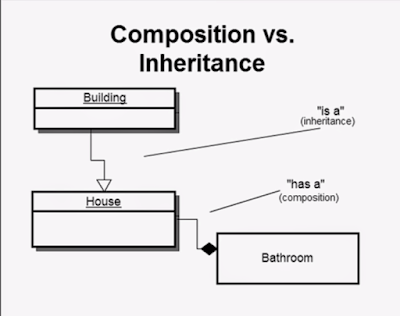 Composition vs.
Inheritance
Building
"is a"
(inheritance)
House
"has a"
(composition)
Bathroom